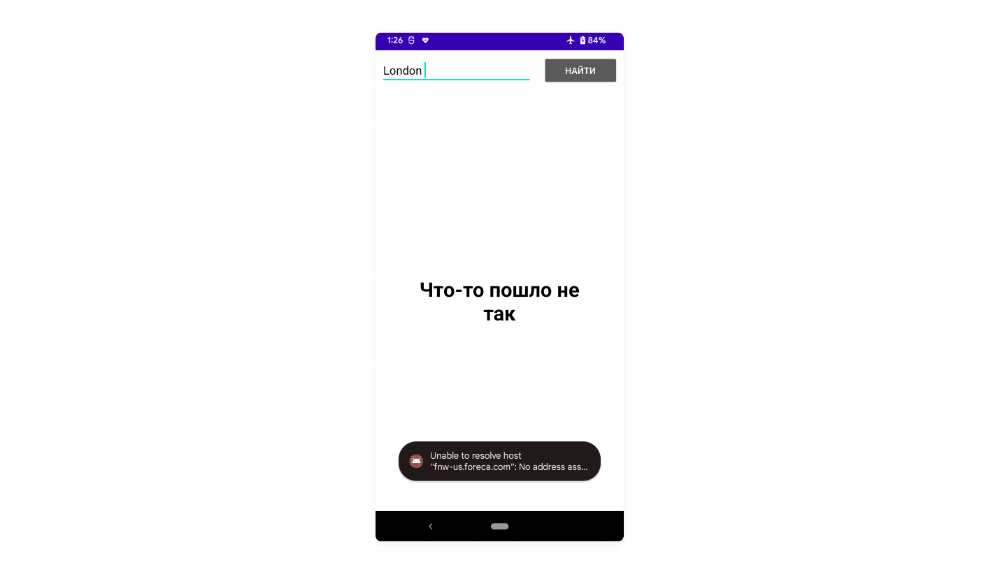 1:26
84%
London
НАЙТИ
Что-то пошло не
так
Unable to resolve host
"fnw-us.foreca.com": No address ass...